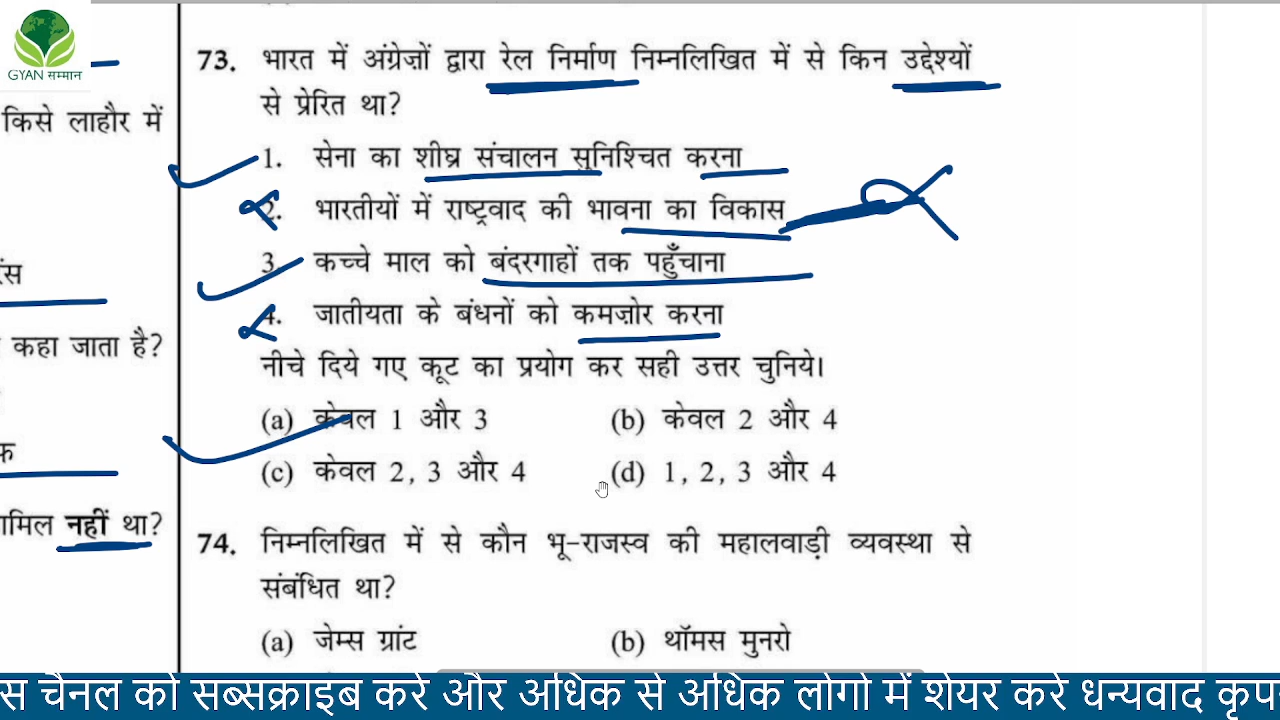 GYAN सम्मान
किसे लाहौर में
कहा जाता है?
नहीं था?
73. भारत में अंग्रेज़ों द्वारा रेल निर्माण निम्नलिखित में से किन उद्देश्यों
से प्रेरित था?
1. सेना का शीघ्र संचालन सुनिश्चित करना
2. भारतीयों में राष्ट्रवाद की भावना का विकास
3. कच्चे माल को बंदरगाहों तक पहुँचाना
4. जातीयता के बंधनों को कमज़ोर करना
नीचे दिये गए कूट का प्रयोग कर सही उत्तर चुनिये।
(a) केवल 1 और 3 (b) केवल 2 और 4
(c) केवल 2, 3 और 4 (d) 1, 2, 3 और 4
74. निम्नलिखित में से कौन भू-राजस्व की महालवाड़ी व्यवस्था से
संबंधित था?
(a) जेम्स ग्रांट (b) थॉमस मुनरो
स चैनल को सब्सक्राइब करे और अधिक से अधिक लोगो में शेयर करे धन्यवाद कृप